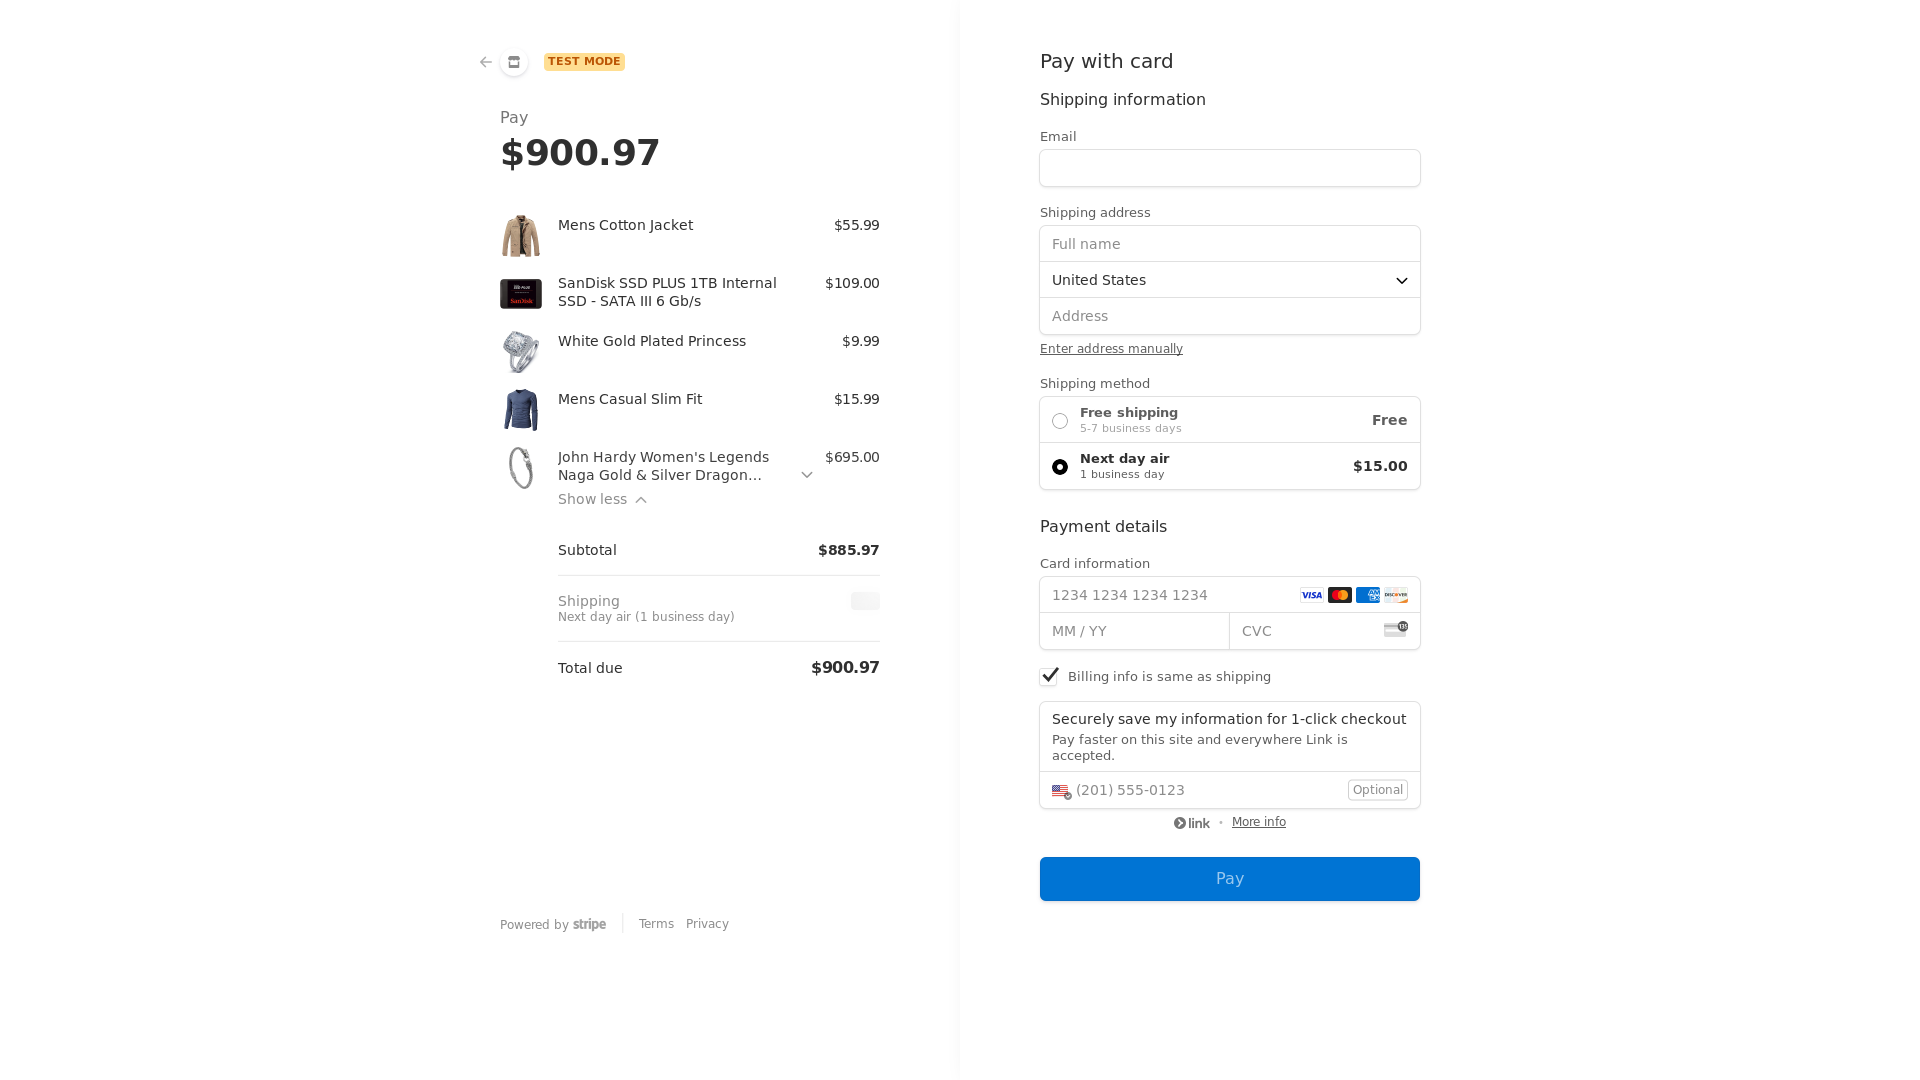 TEST MODE
Pay
$900.97
Mens Cotton Jacket $55.99
SanDisk SSD PLUS 1TB Internal $109.00
SSD - SATA III 6 Gb/s
White Gold Plated Princess $9.99
Mens Casual Slim Fit $15.99
John Hardy Women's Legends $695.00
Naga Gold & Silver Dragon...
Show less
Subtotal $885.97
Shipping
Next day air (1 business day)
Total due $900.97
Powered by stripe Terms Privacy
Pay with card
Shipping information
Email
Shipping address
Full name
United States
Address
Enter address manually
Shipping method
Free shipping Free
5-7 business days
Next day air $15.00
1 business day
Payment details
Card information
1234 1234 1234 1234 VISA AMEX DISCOVER
MM / YY CVC 135
Billing info is same as shipping
Securely save my information for 1-click checkout
Pay faster on this site and everywhere Link is
accepted.
(201) 555-0123 Optional
link • More info
Pay